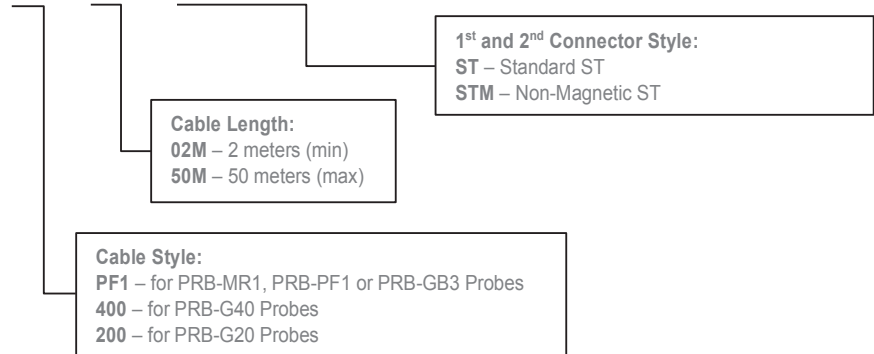 1st and 2nd Connector Style:
ST – Standard ST
STM – Non-Magnetic ST
Cable Length:
02M – 2 meters (min)
50M – 50 meters (max)
Cable Style:
PF1 – for PRB-MR1, PRB-PF1 or PRB-GB3 Probes
400 – for PRB-G40 Probes
200 – for PRB-G20 Probes